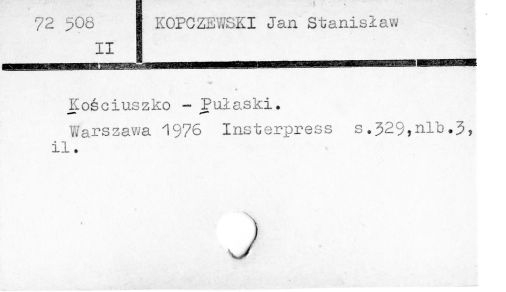 72 508 KOPCZEWSKI Jan Stanisław
II
Kościuszko - Pułaski.
Warszawa 1976 Insterpress s.329,nlb.3,
il.